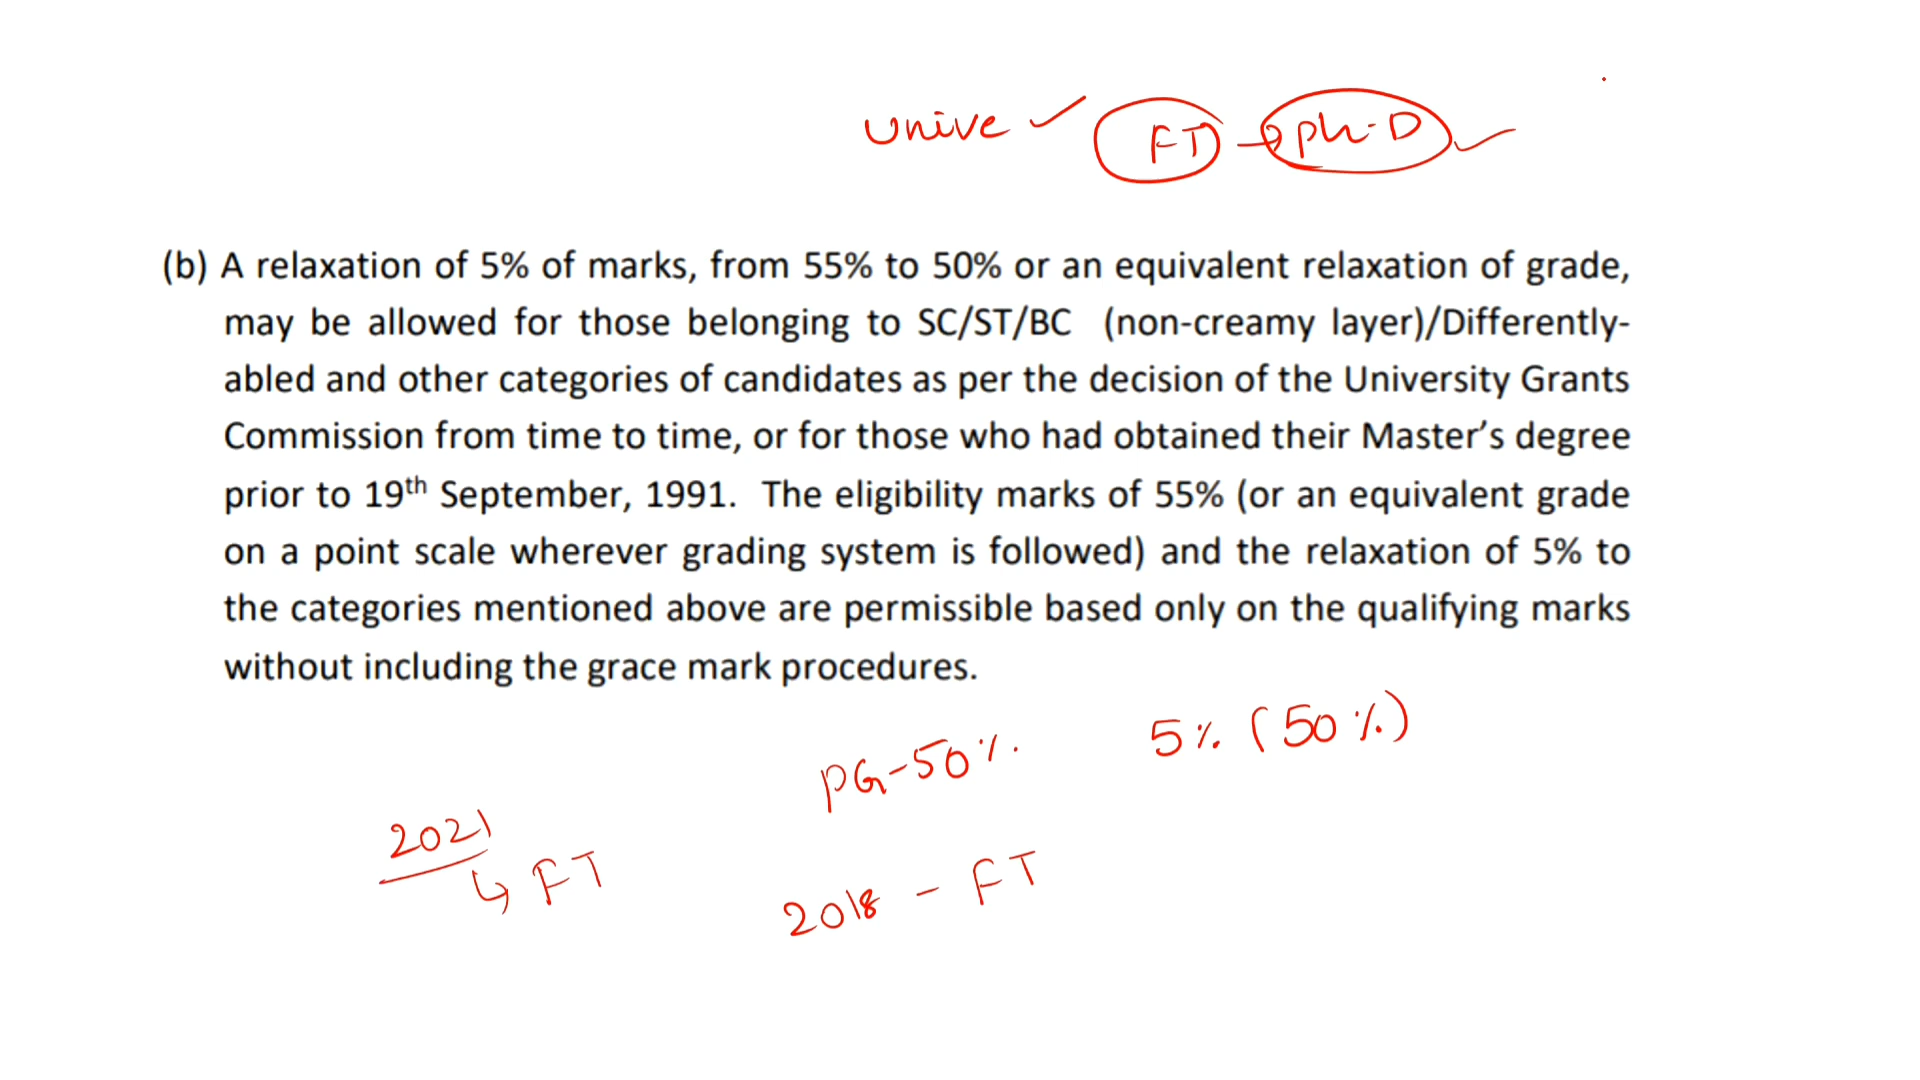 unive FT → Ph-D
(b) A relaxation of 5% of marks, from 55% to 50% or an equivalent relaxation of grade,
may be allowed for those belonging to SC/ST/BC (non-creamy layer)/Differently-
abled and other categories of candidates as per the decision of the University Grants
Commission from time to time, or for those who had obtained their Master’s degree
prior to 19th September, 1991. The eligibility marks of 55% (or an equivalent grade
on a point scale wherever grading system is followed) and the relaxation of 5% to
the categories mentioned above are permissible based only on the qualifying marks
without including the grace mark procedures.
PG-50% 5% (50%)
2021
↳ FT
2018 - FT